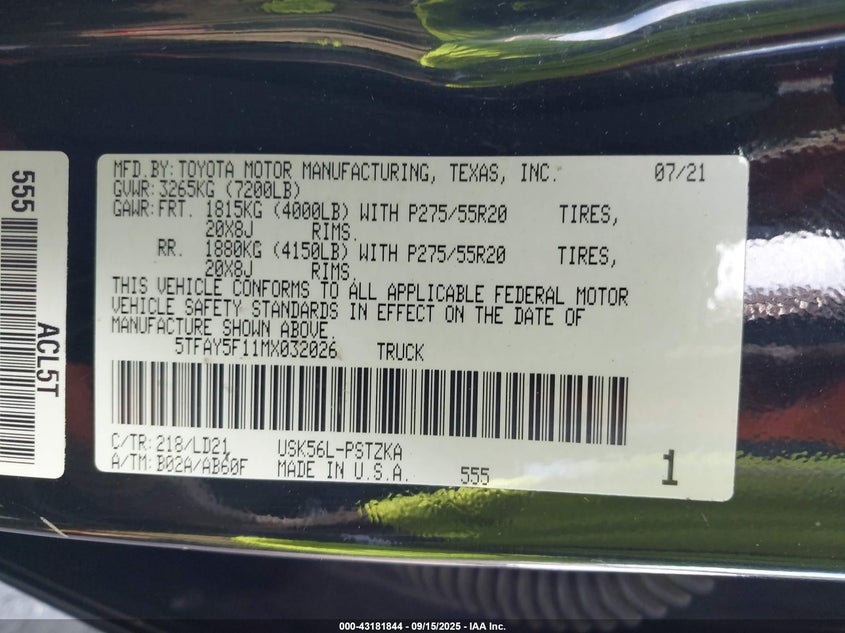 555
ACL5T
MFD.BY:TOYOTA MOTOR MANUFACTURING, TEXAS, INC. 07/21
GVWR:3265KG (7200LB)
GAWR:FRT. 1815KG (4000LB) WITH P275/55R20 TIRES,
20X8J RIMS.
RR. 1880KG (4150LB) WITH P275/55R20 TIRES,
20X8J RIMS.
THIS VEHICLE CONFORMS TO ALL APPLICABLE FEDERAL MOTOR
VEHICLE SAFETY STANDARDS IN EFFECT ON THE DATE OF
MANUFACTURE SHOWN ABOVE.
5TFAY5F11MX032026 TRUCK
C/TR:218/LD21 USK56L-PSTZKA
A/TM:B02A/AB60F MADE IN U.S.A. 555 1
000-43181844 -- 09/15/2025 -- IAA Inc.